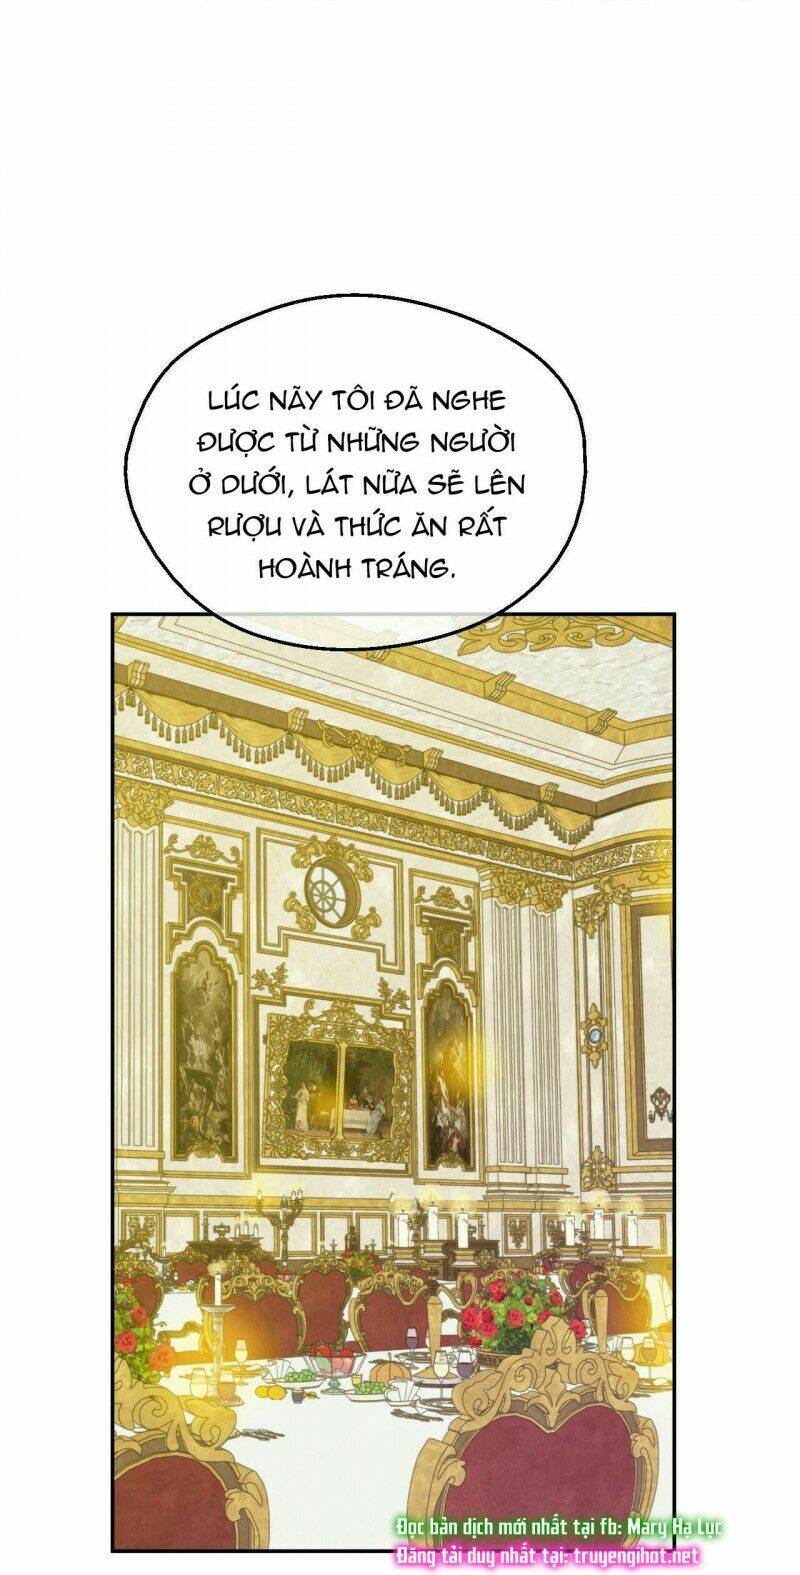 LÚC NÃY TÔI ĐÃ NGHE
ĐƯỢC TỪ NHỮNG NGƯỜI
Ở DƯỚI, LÁT NỮA SẼ LÊN
RƯỢU VÀ THỨC ĂN RẤT
HOÀNH TRÁNG.
Đọc bản dịch mới nhất tại fb: Mary Hạ Lục
Đăng tải duy nhất tại: truyengihot.net